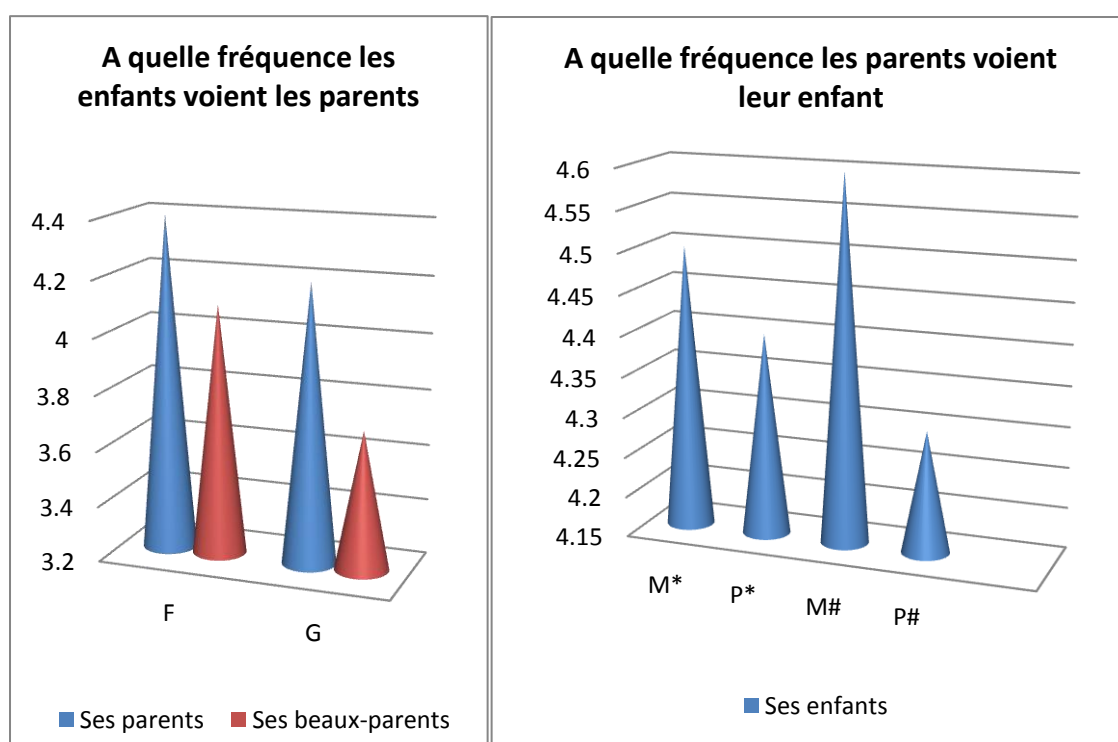 A quelle fréquence les
enfants voient les parents
4.4
4.2
4
3.8
3.6
3.4
3.2
F
G
Ses parents
Ses beaux-parents
A quelle fréquence les parents voient
leur enfant
4.6
4.55
4.5
4.45
4.4
4.35
4.3
4.25
4.2
4.15
M*
P*
M#
P#
Ses enfants